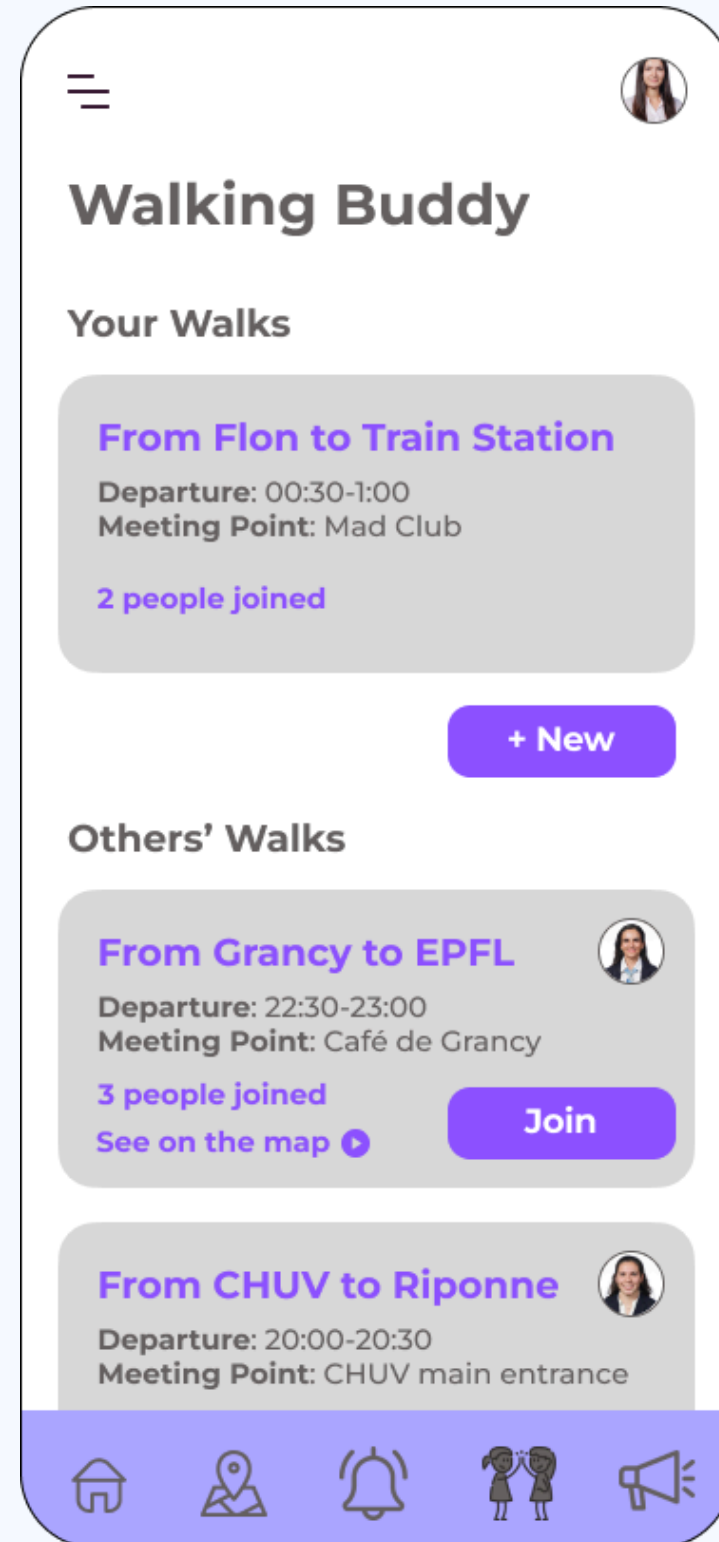 Walking Buddy
Your Walks
From Flon to Train Station
Departure: 00:30-1:00
Meeting Point: Mad Club
2 people joined
+ New
Others’ Walks
From Grancy to EPFL
Departure: 22:30-23:00
Meeting Point: Café de Grancy
3 people joined
See on the map
Join
From CHUV to Riponne
Departure: 20:00-20:30
Meeting Point: CHUV main entrance